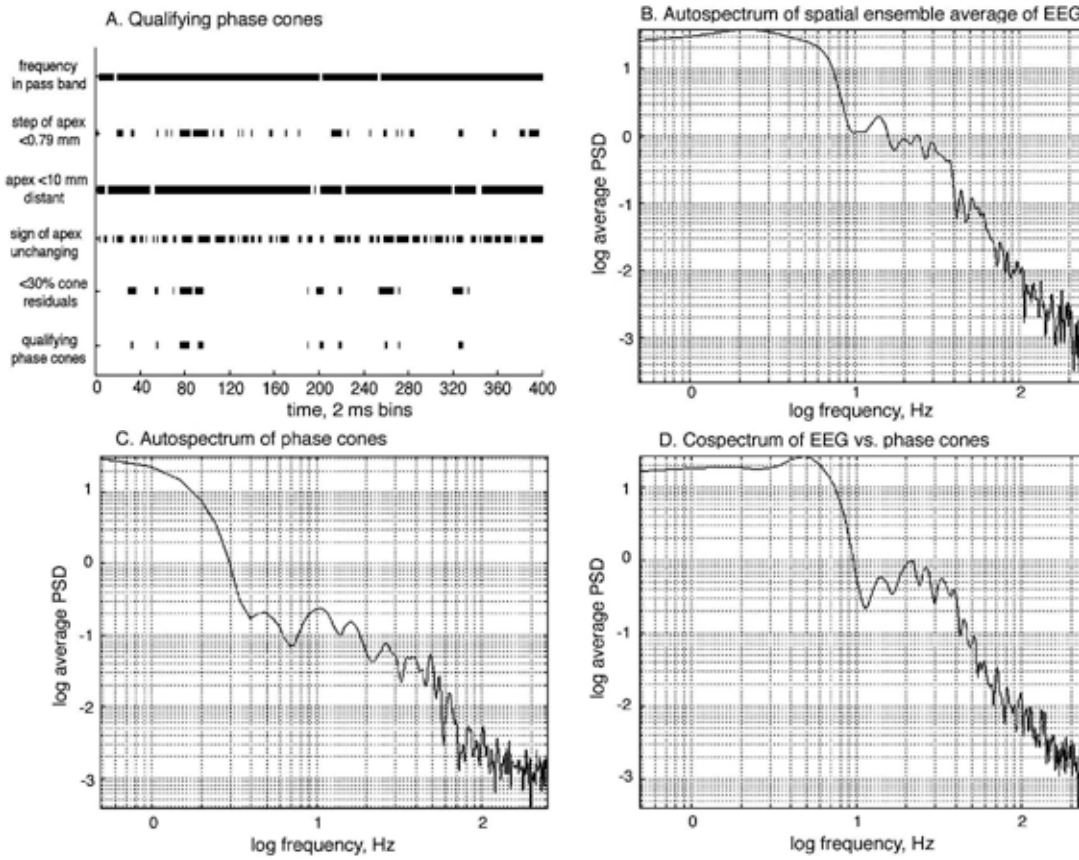 A. Qualifying phase cones
frequency
in pass band
step of apex
<0.79 mm
apex <10 mm
distant
sign of apex
unchanging
<30% cone
residuals
qualifying
phase cones
0 40 80 120 160 200 240 280 320 360 400
time, 2 ms bins
B. Autospectrum of spatial ensemble average of EEG
log average PSD
1
0
-1
-2
-3
0 1 2
log frequency, Hz
C. Autospectrum of phase cones
log average PSD
1
0
-1
-2
-3
0 1 2
log frequency, Hz
D. Cospectrum of EEG vs. phase cones
log average PSD
1
0
-1
-2
-3
0 1 2
log frequency, Hz